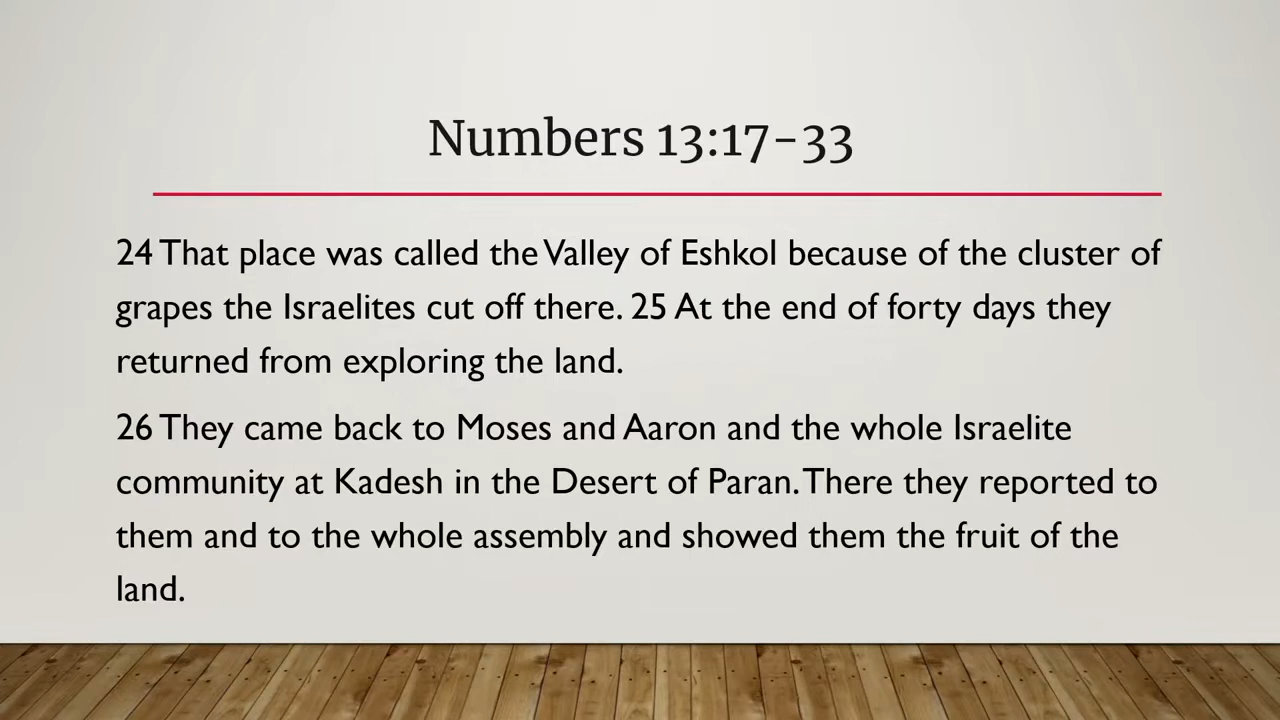 Numbers 13:17-33
24 That place was called the Valley of Eshkol because of the cluster of
grapes the Israelites cut off there. 25 At the end of forty days they
returned from exploring the land.
26 They came back to Moses and Aaron and the whole Israelite
community at Kadesh in the Desert of Paran. There they reported to
them and to the whole assembly and showed them the fruit of the
land.